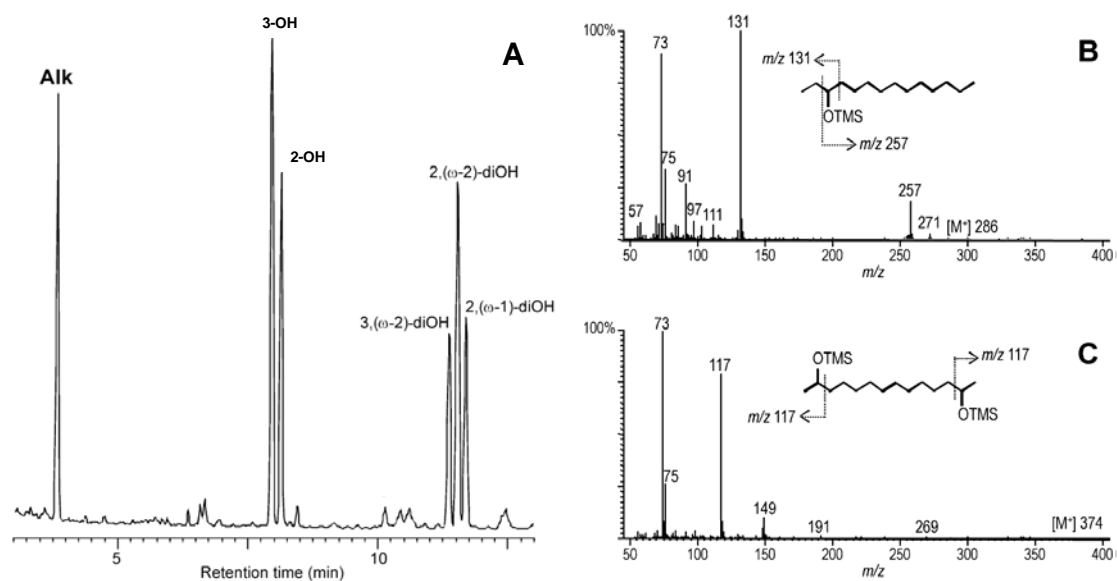 A
Alk
3-OH
2-OH
3,(ω-2)-diOH
2,(ω-2)-diOH
2,(ω-1)-diOH
5
10
Retention time (min)
B
100%
57
73
75
91
97
111
131
257
271
[M⁺] 286
m/z 131
OTMS
m/z 257
50
100
150
200
250
300
350
400
m/z
C
100%
73
75
117
149
191
269
[M⁺] 374
OTMS
m/z 117
m/z 117
OTMS
50
100
150
200
250
300
350
400
m/z